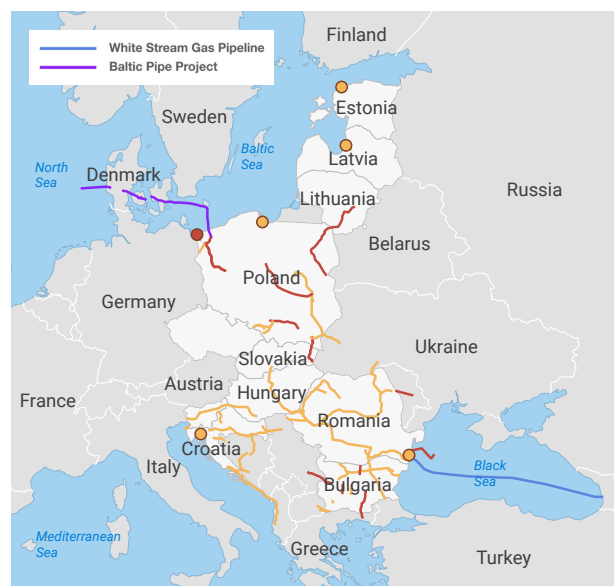 White Stream Gas Pipeline
Baltic Pipe Project
Finland
Sweden
Estonia
North
Sea
Baltic
Sea
Latvia
Denmark
Lithuania
Russia
Belarus
Poland
Germany
Ukraine
Slovakia
Austria
Hungary
France
Romania
Croatia
Italy
Black
Sea
Bulgaria
Mediterranean
Sea
Greece
Turkey